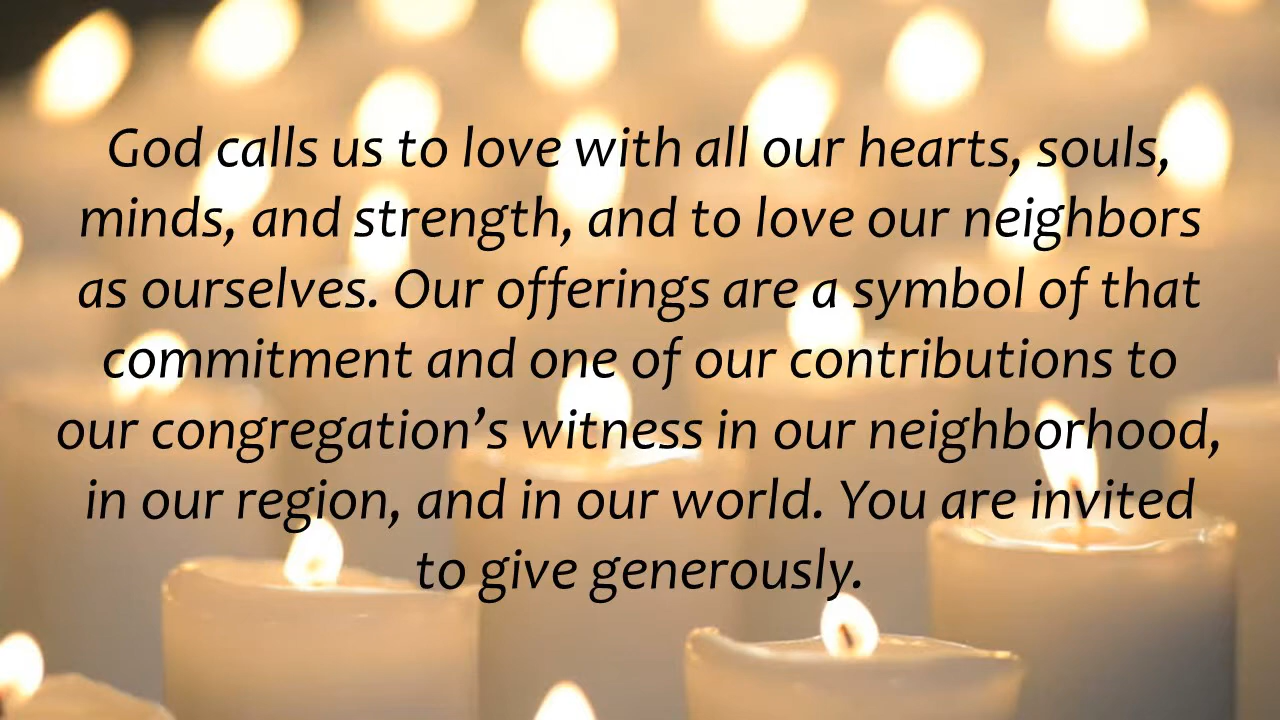 God calls us to love with all our hearts, souls,
minds, and strength, and to love our neighbors
as ourselves. Our offerings are a symbol of that
commitment and one of our contributions to
our congregation’s witness in our neighborhood,
in our region, and in our world. You are invited
to give generously.